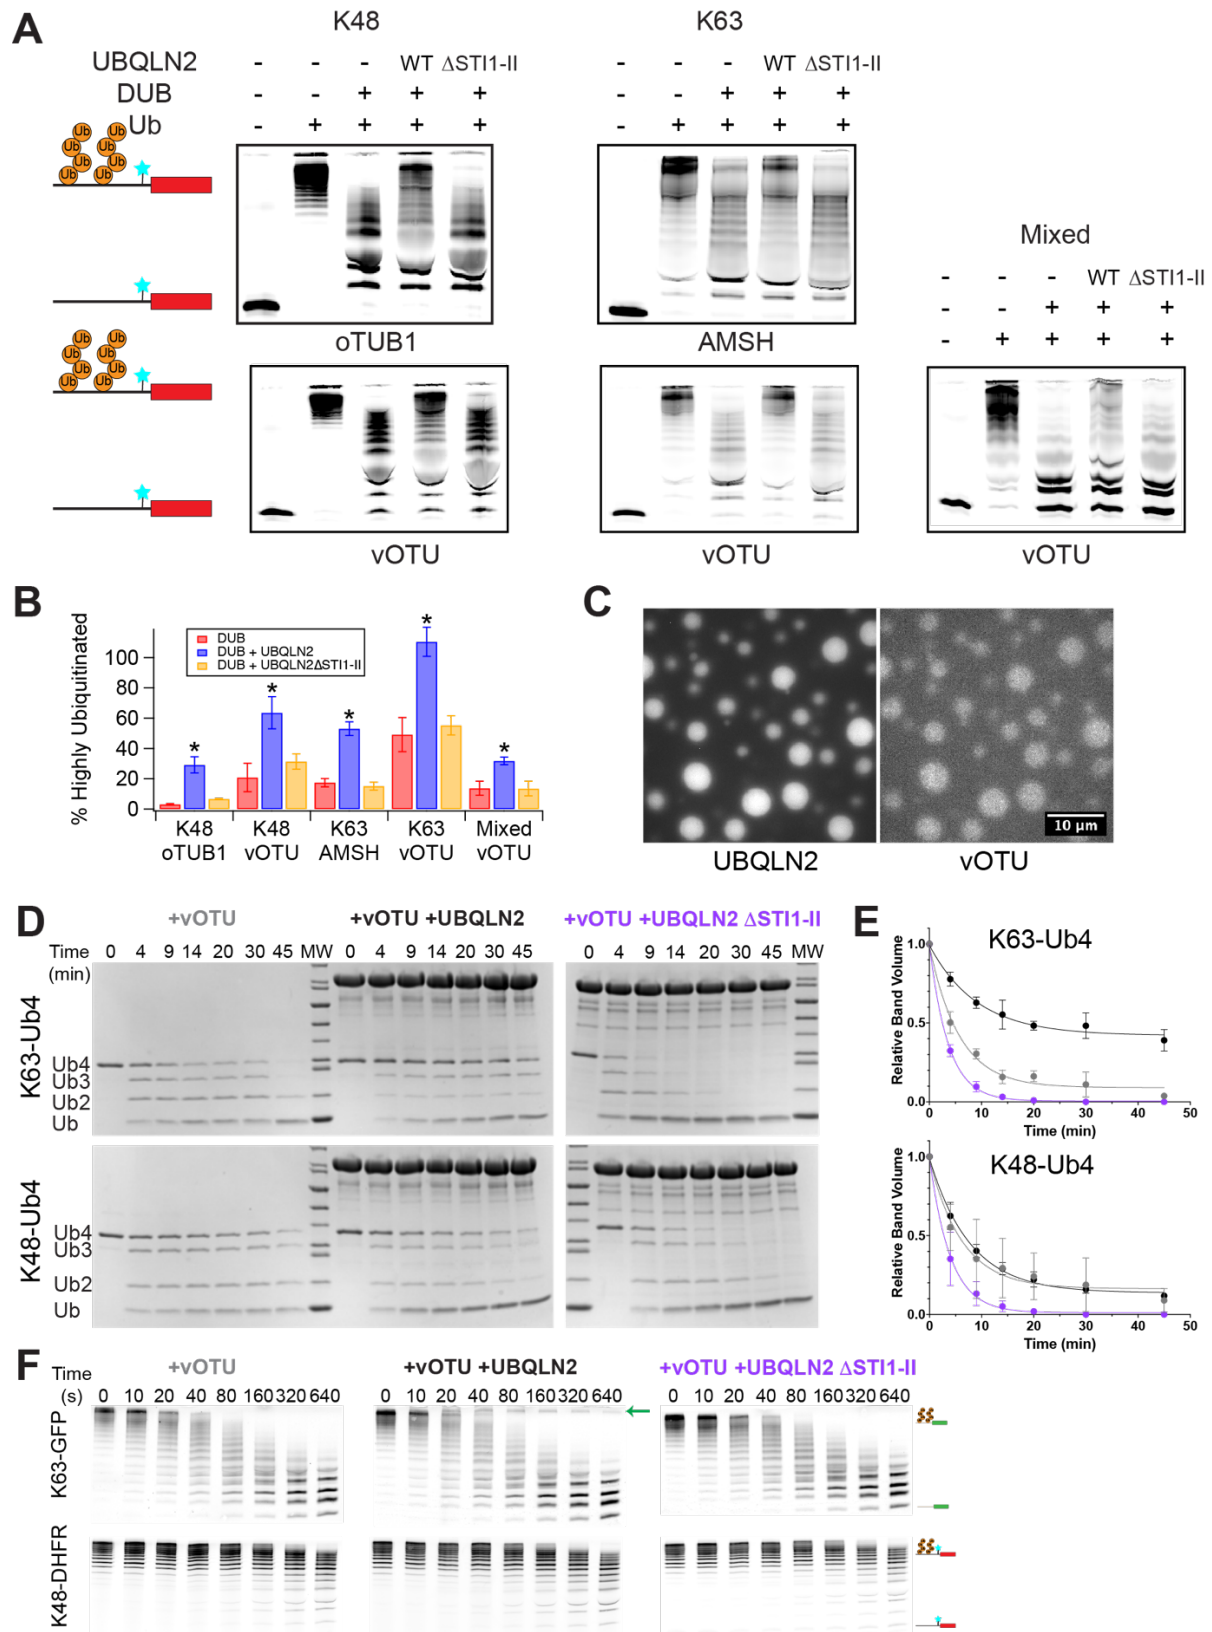 A
K48
K63
UBQLN2
- - - WT ΔSTI1-II
- - - WT ΔSTI1-II
DUB
- - + + +
- - + + +
Ub
- + + + +
- + + + +
Ub Ub Ub Ub Ub Ub Ub Ub
Mixed
- - - WT ΔSTI1-II
- - + + +
- + + + +
oTUB1
AMSH
Ub Ub Ub Ub Ub Ub Ub Ub
vOTU
vOTU
vOTU
B
% Highly Ubiquitinated
100
80
60
40
20
0
DUB
DUB + UBQLN2
DUB + UBQLN2ΔSTI1-II
* * * * *
K48 K48 K63 K63 Mixed
oTUB1 vOTU AMSH vOTU vOTU
C
10 µm
UBQLN2
vOTU
D
+vOTU
+vOTU +UBQLN2
+vOTU +UBQLN2 ΔSTI1-II
Time
(min)
0 4 9 14 20 30 45 MW
0 4 9 14 20 30 45
0 4 9 14 20 30 45 MW
K63-Ub4
Ub4
Ub3
Ub2
Ub
K48-Ub4
Ub4
Ub3
Ub2
Ub
E
K63-Ub4
Relative Band Volume
1.0
0.5
0.0
0 10 20 30 40 50
Time (min)
K48-Ub4
Relative Band Volume
1.0
0.5
0.0
0 10 20 30 40 50
Time (min)
F
Time
(s)
+vOTU
+vOTU +UBQLN2
+vOTU +UBQLN2 ΔSTI1-II
0 10 20 40 80 160 320 640
0 10 20 40 80 160 320 640
0 10 20 40 80 160 320 640
K63-GFP
K48-DHFR